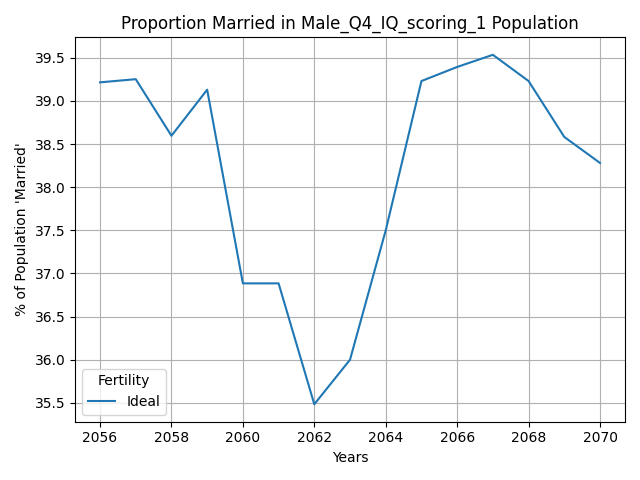 Proportion Married in Male_Q4_IQ_scoring_1 Population
39.5
39.0
38.5
38.0
37.5
37.0
36.5
36.0
35.5
% of Population 'Married'
Fertility
Ideal
2056 2058 2060 2062 2064 2066 2068 2070
Years